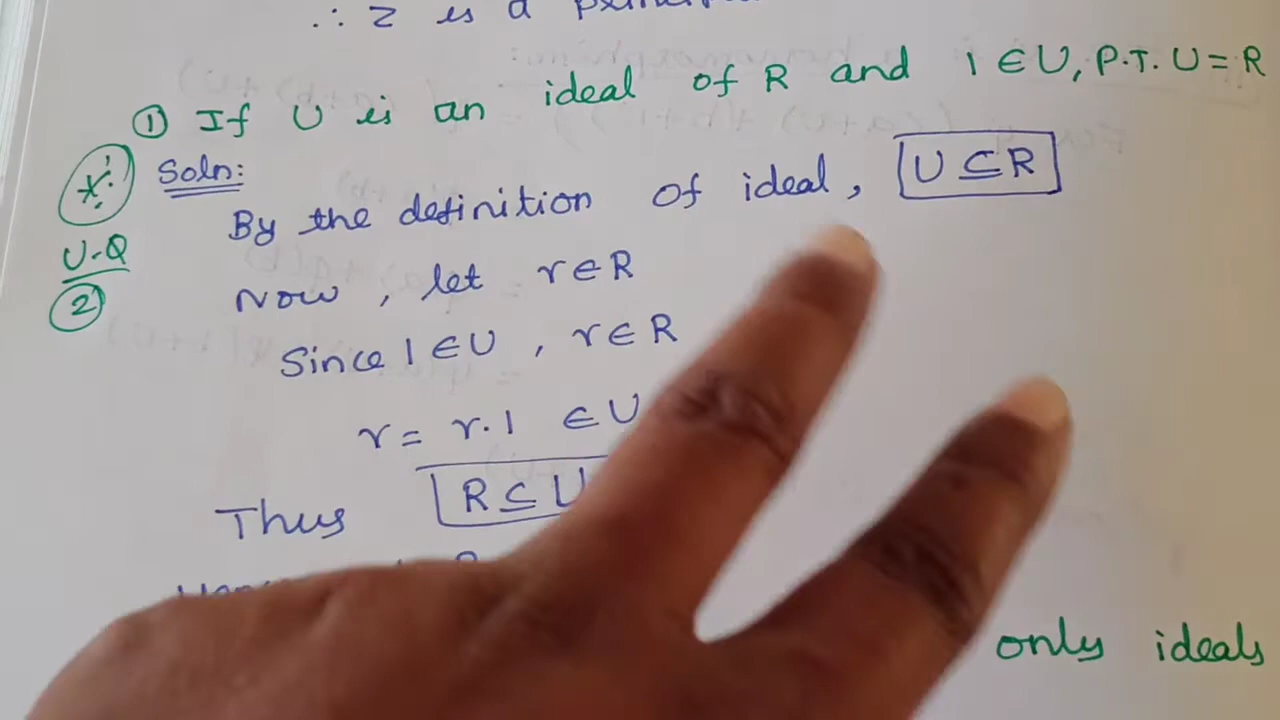 ∴ Z is a
① If U is an ideal of R and 1 ∈ U, P.T. U = R
Soln:
By the definition of ideal, U ⊆ R
U-Q
②
Now, let r ∈ R
Since 1 ∈ U, r ∈ R
r = r.1 ∈ U
Thus R ⊆ U
only ideals